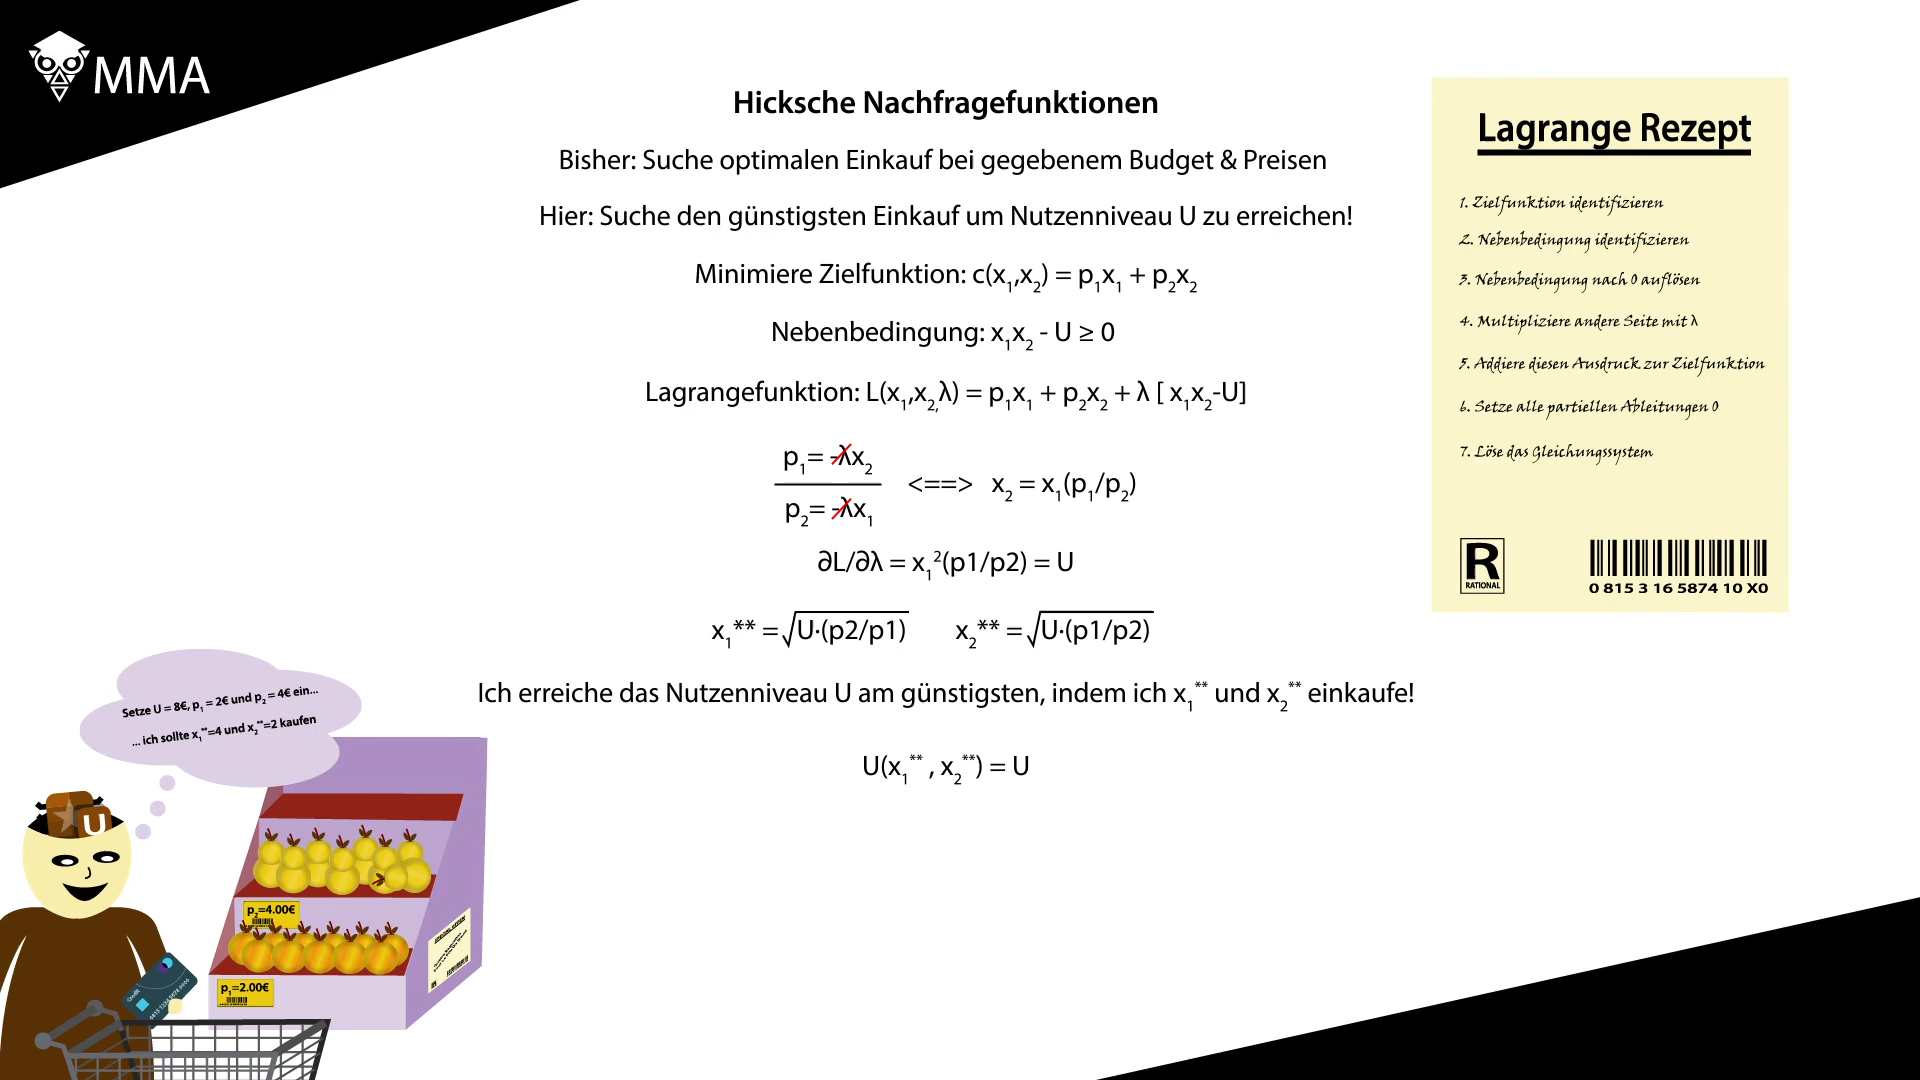 MMA
Hicksche Nachfragefunktionen
Bisher: Suche optimalen Einkauf bei gegebenem Budget & Preisen
Hier: Suche den günstigsten Einkauf um Nutzenniveau U zu erreichen!
Minimiere Zielfunktion: c(x₁,x₂) = p₁x₁ + p₂x₂
Nebenbedingung: x₁x₂ - U ≥ 0
Lagrangefunktion: L(x₁,x₂,λ) = p₁x₁ + p₂x₂ + λ [ x₁x₂-U]
p₁= -λx₂
p₂= -λx₁
<==> x₂ = x₁(p₁/p₂)
∂L/∂λ = x₁²(p1/p2) = U
x₁** = √U·(p2/p1) x₂** = √U·(p1/p2)
Ich erreiche das Nutzenniveau U am günstigsten, indem ich x₁** und x₂** einkaufe!
U(x₁** , x₂**) = U
Lagrange Rezept
1. Zielfunktion identifizieren
2. Nebenbedingung identifizieren
3. Nebenbedingung nach 0 auflösen
4. Multipliziere andere Seite mit λ
5. Addiere diesen Ausdruck zur Zielfunktion
6. Setze alle partiellen Ableitungen 0
7. Löse das Gleichungssystem
R
RATIONAL
0 815 3 16 5874 10 X0
Setze U = 8€, p₁ = 2€ und p₂ = 4€ ein...
... ich sollte x₁**=4 und x₂**=2 kaufen
U
p₂=4.00€
p₁=2.00€
Credit